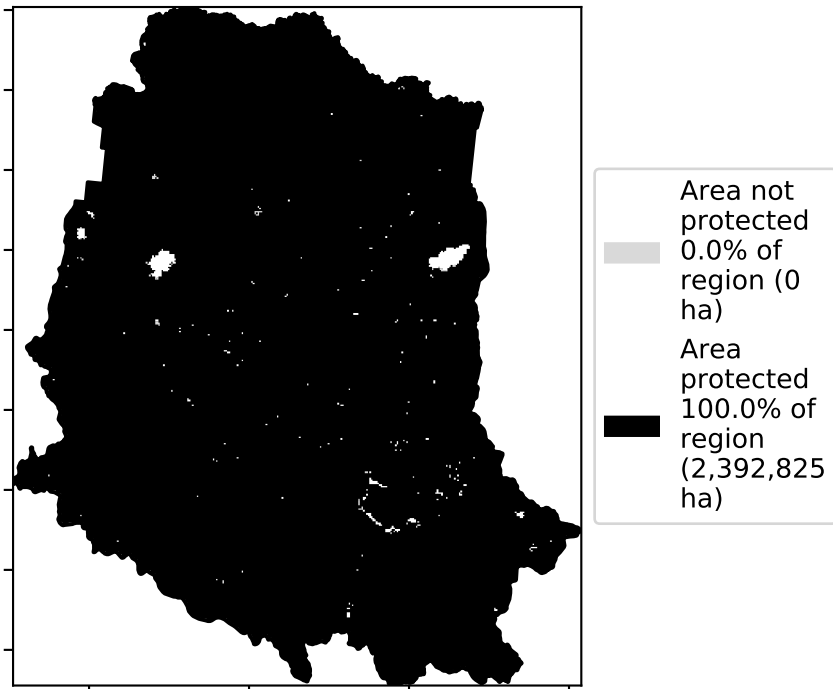 Area not
protected
0.0% of
region (0
ha)
Area
protected
100.0% of
region
(2,392,825
ha)